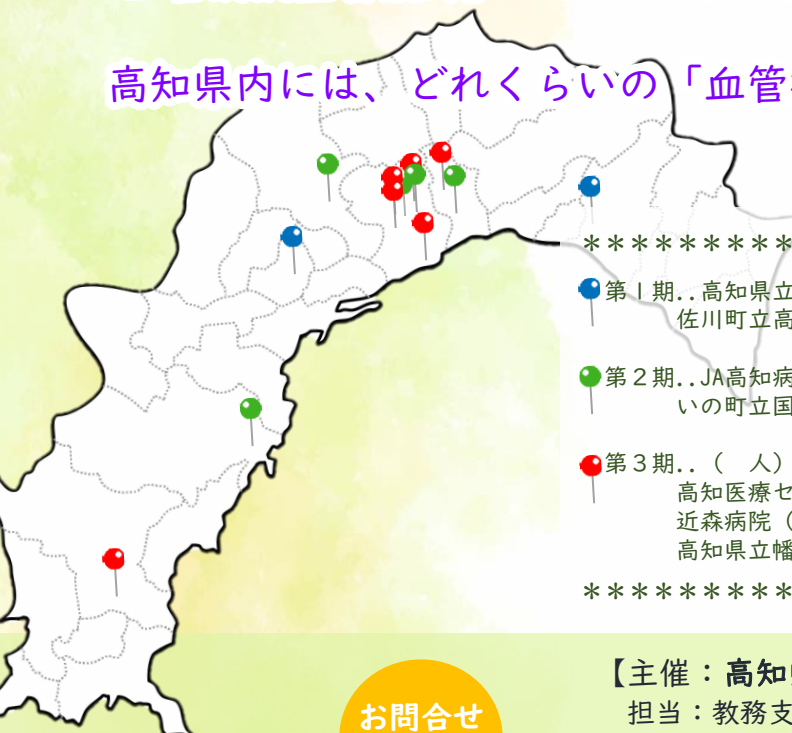 高知県内には、どれくらいの「血管
＊＊＊＊＊＊＊＊＊
第１期..高知県立
佐川町立高
第２期..JA高知病
いの町立国
第３期..（　人）
高知医療セ
近森病院（
高知県立幡
＊＊＊＊＊＊＊＊＊
【主催：高知県
担当：教務支
お問合せ